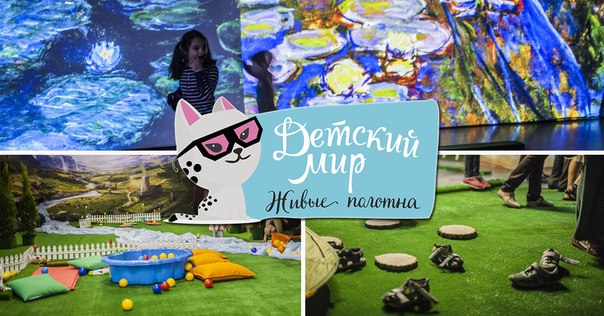 Детский
мир
Живые полотна